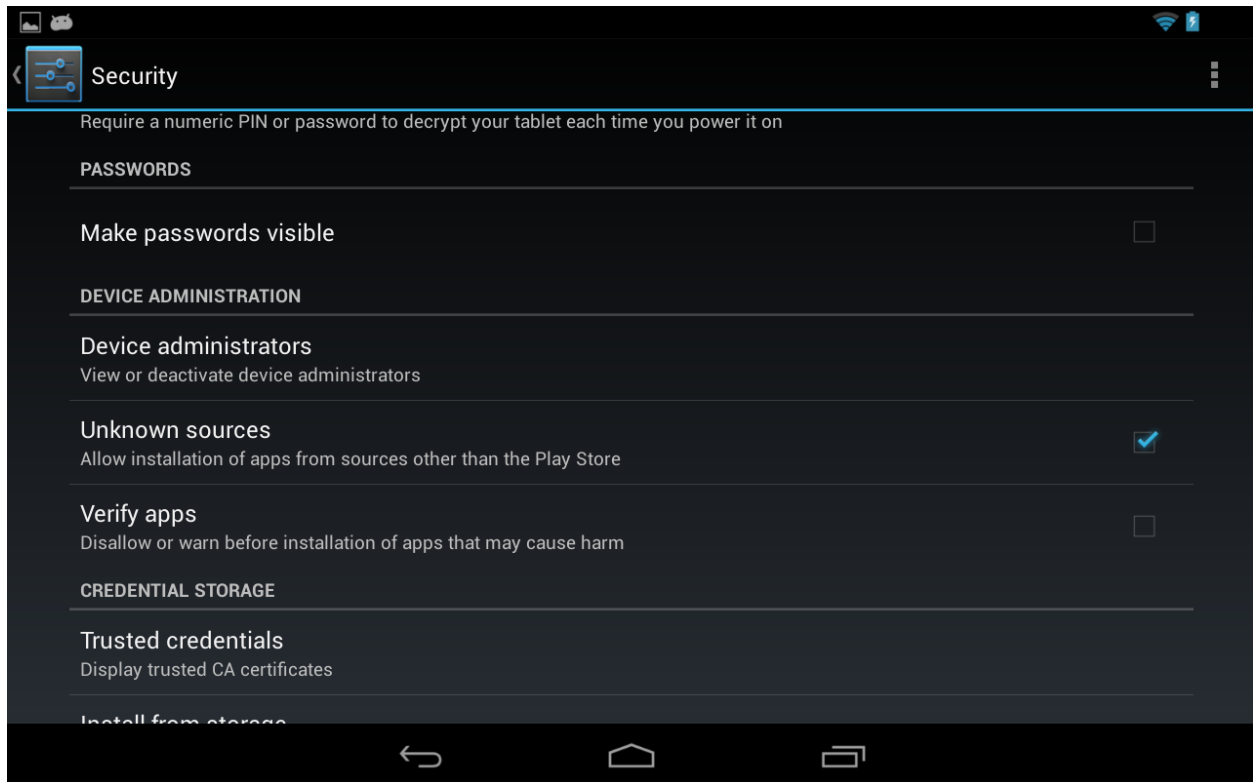 Security
Require a numeric PIN or password to decrypt your tablet each time you power it on
PASSWORDS
Make passwords visible
DEVICE ADMINISTRATION
Device administrators
View or deactivate device administrators
Unknown sources
Allow installation of apps from sources other than the Play Store
Verify apps
Disallow or warn before installation of apps that may cause harm
CREDENTIAL STORAGE
Trusted credentials
Display trusted CA certificates
Install from storage